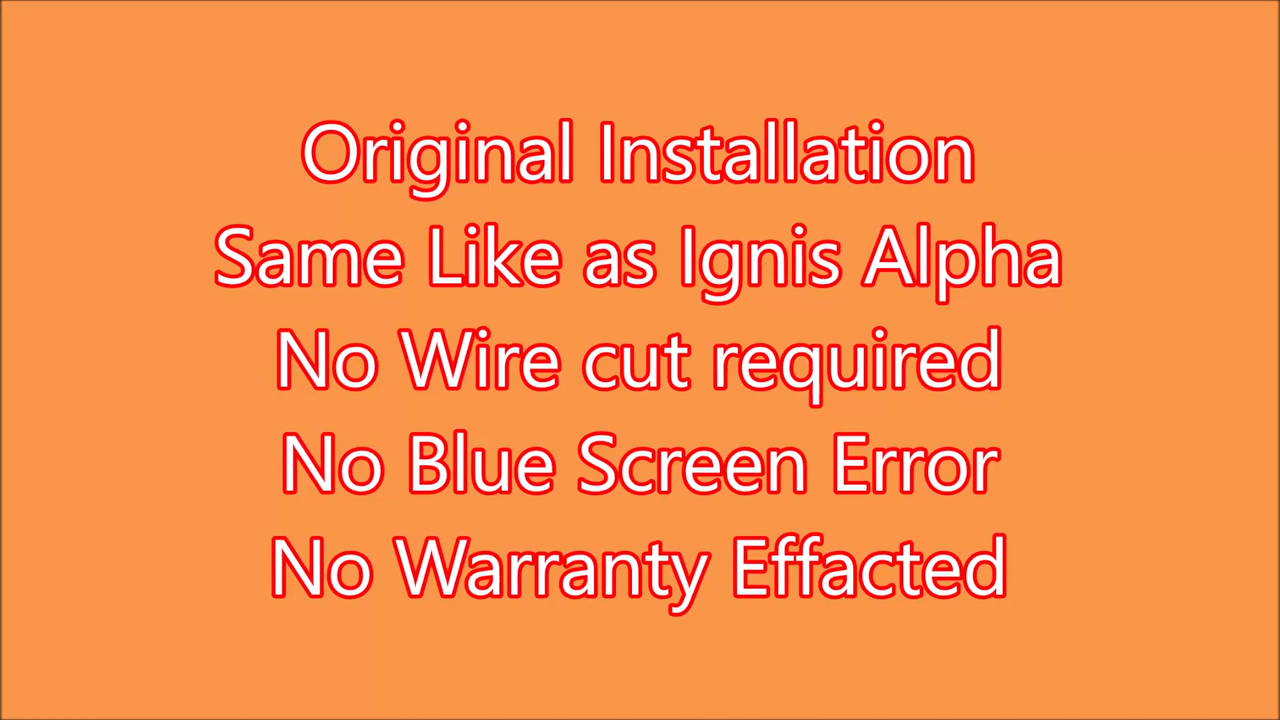 Original Installation
Same Like as Ignis Alpha
No Wire cut required
No Blue Screen Error
No Warranty Effacted